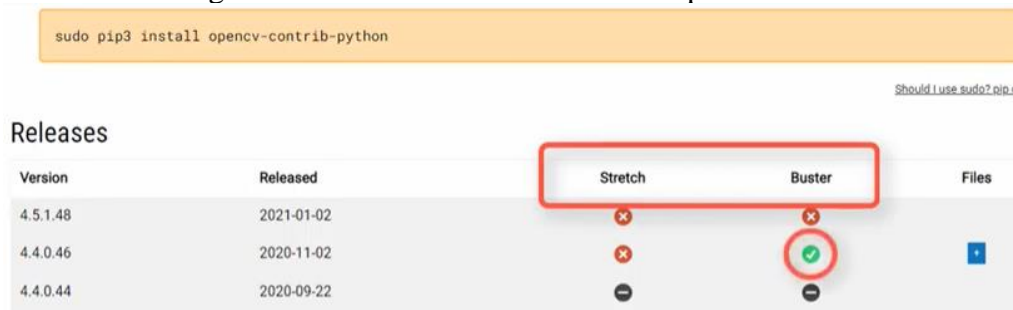 sudo pip3 install opencv-contrib-python
Should I use sudo? pip
Releases
Version Released Stretch Buster Files
4.5.1.48 2021-01-02
4.4.0.46 2020-11-02
4.4.0.44 2020-09-22